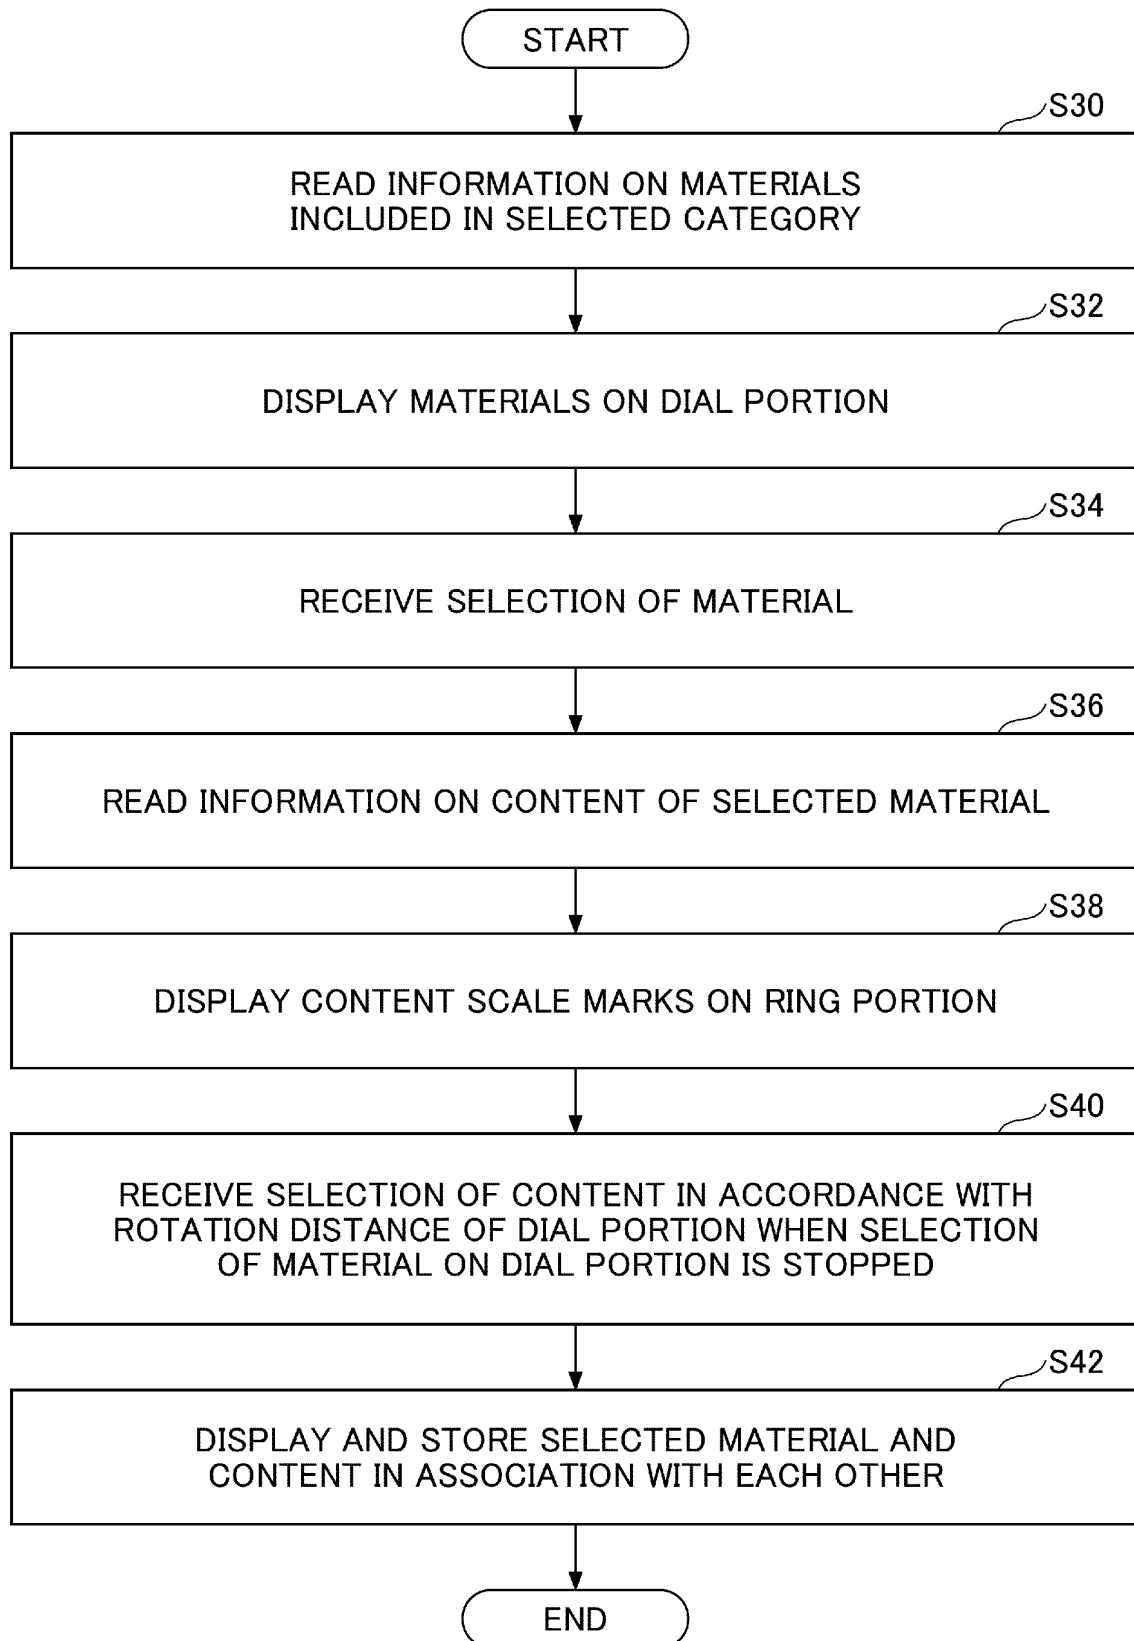 START
S30
READ INFORMATION ON MATERIALS
INCLUDED IN SELECTED CATEGORY
S32
DISPLAY MATERIALS ON DIAL PORTION
S34
RECEIVE SELECTION OF MATERIAL
S36
READ INFORMATION ON CONTENT OF SELECTED MATERIAL
S38
DISPLAY CONTENT SCALE MARKS ON RING PORTION
S40
RECEIVE SELECTION OF CONTENT IN ACCORDANCE WITH
ROTATION DISTANCE OF DIAL PORTION WHEN SELECTION
OF MATERIAL ON DIAL PORTION IS STOPPED
S42
DISPLAY AND STORE SELECTED MATERIAL AND
CONTENT IN ASSOCIATION WITH EACH OTHER
END